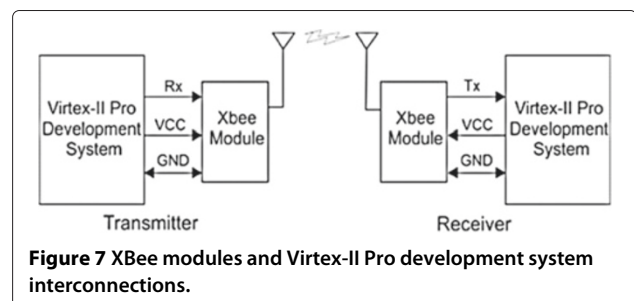 Virtex-II Pro
Development
System
Rx
VCC
GND
Xbee
Module
Xbee
Module
Tx
VCC
GND
Virtex-II Pro
Development
System
Transmitter
Receiver
Figure 7 XBee modules and Virtex-II Pro development system
interconnections.